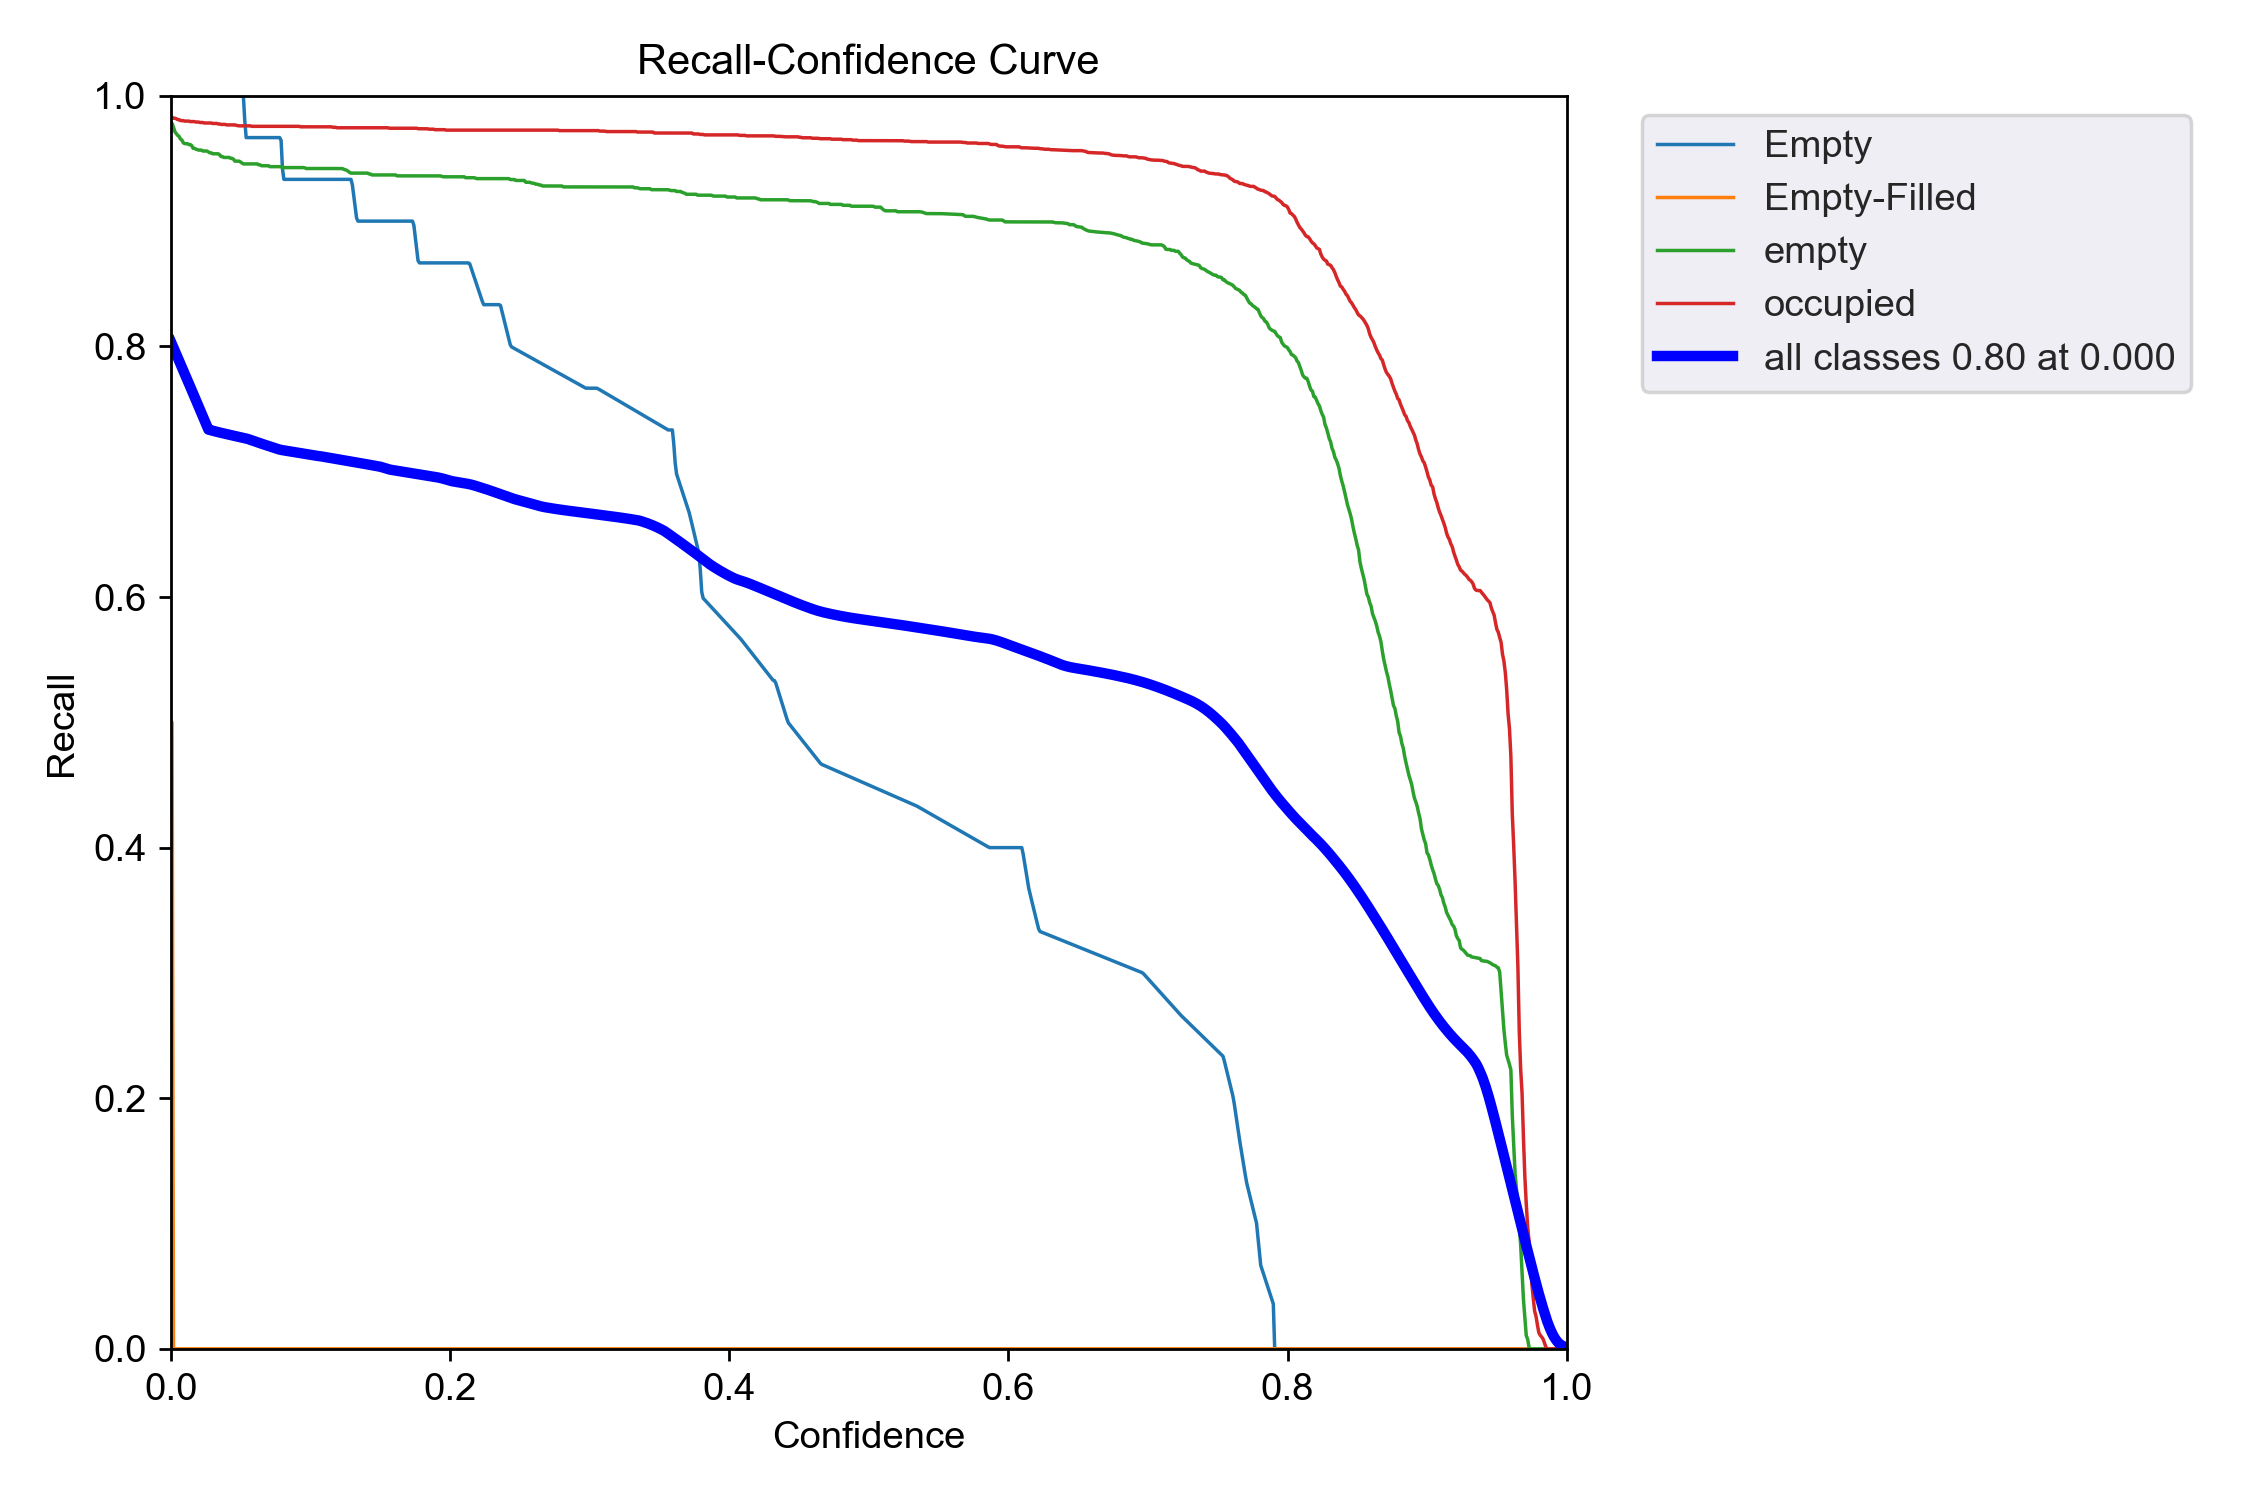 Recall-Confidence Curve
1.0
0.8
0.6
0.4
0.2
0.0
Recall
0.0 0.2 0.4 0.6 0.8 1.0
Confidence
Empty
Empty-Filled
empty
occupied
all classes 0.80 at 0.000